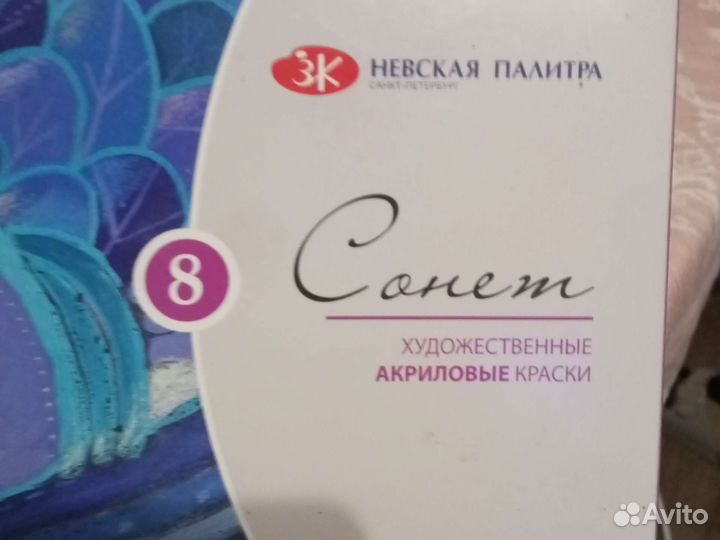 ЗК НЕВСКАЯ ПАЛИТРА
САНКТ-ПЕТЕРБУРГ
8
Сонет
ХУДОЖЕСТВЕННЫЕ
АКРИЛОВЫЕ КРАСКИ
Avito